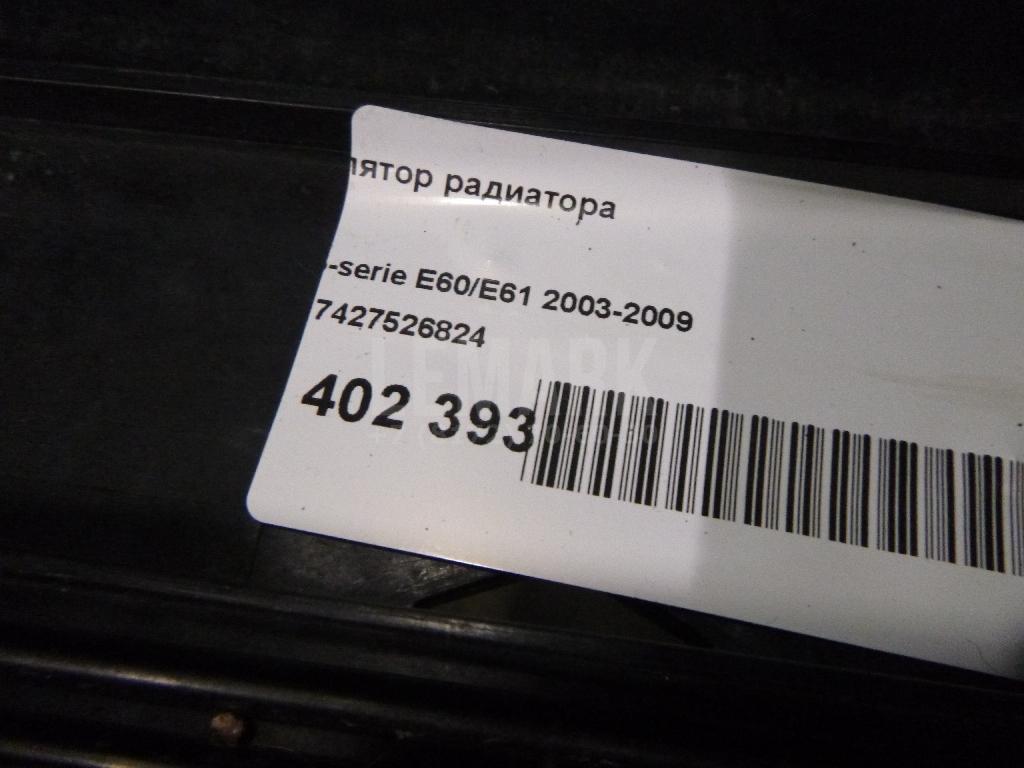 лятор радиатора
-serie E60/E61 2003-2009
7427526824
LEMARK
402 393